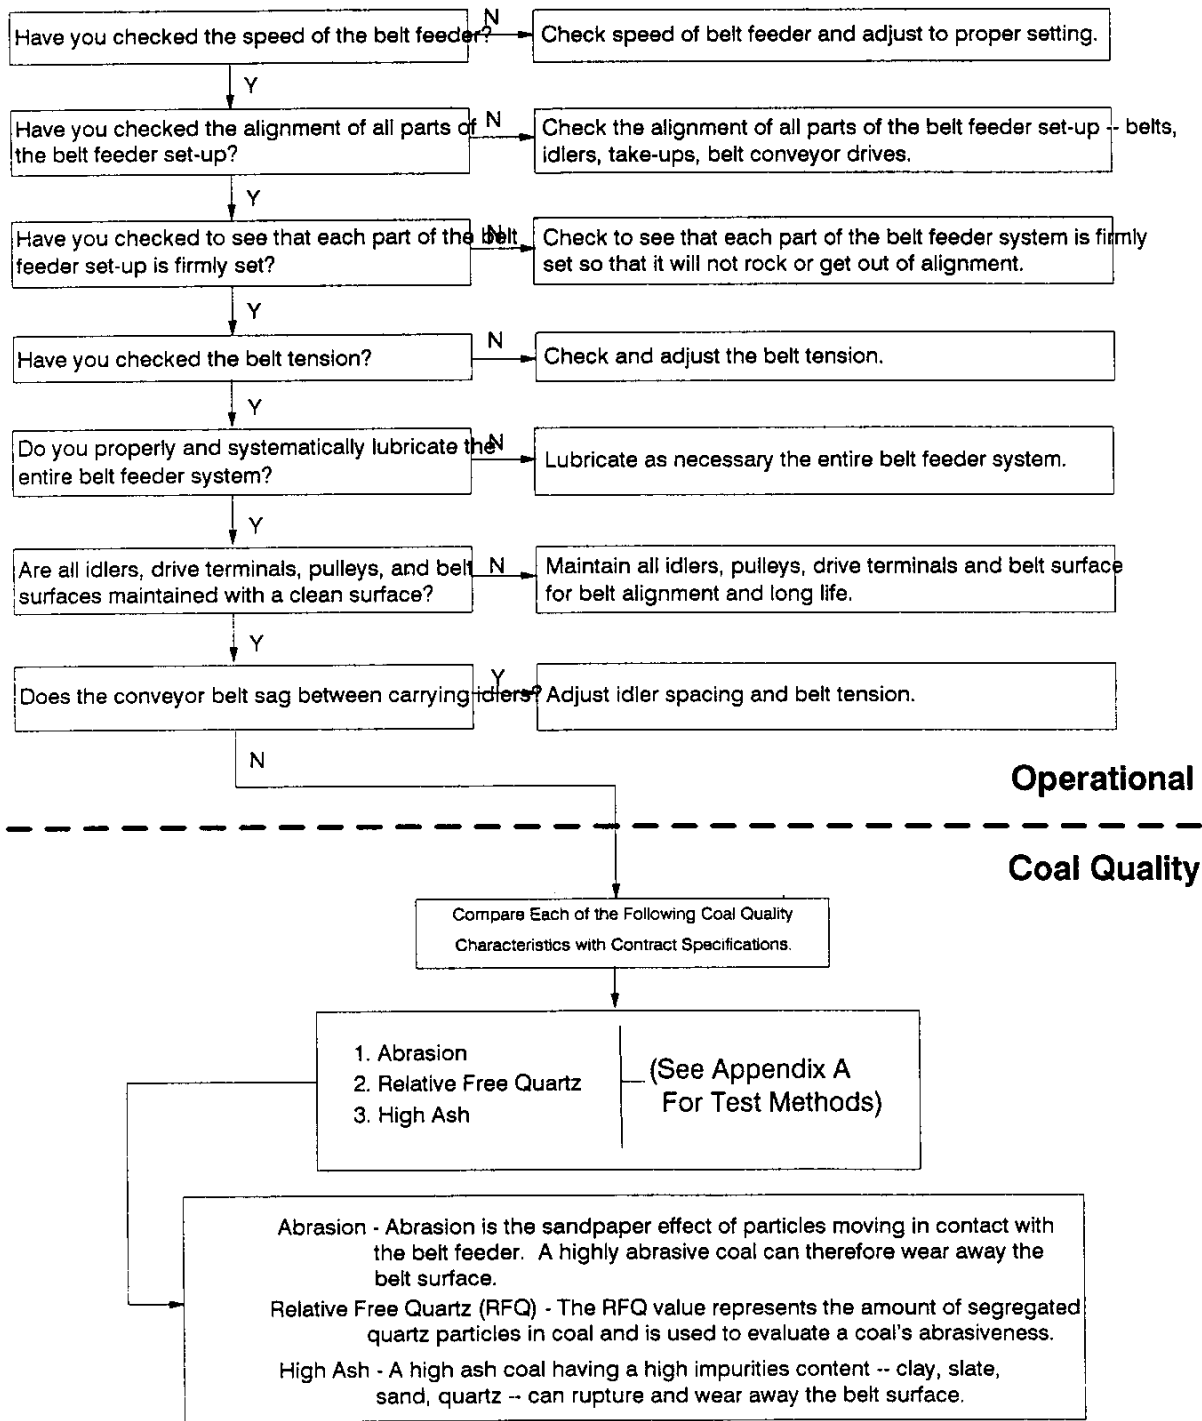 N
Have you checked the speed of the belt feeder?
Check speed of belt feeder and adjust to proper setting.
Y
Have you checked the alignment of all parts of
the belt feeder set-up?
N
Check the alignment of all parts of the belt feeder set-up -- belts,
idlers, take-ups, belt conveyor drives.
Y
Have you checked to see that each part of the belt
feeder set-up is firmly set?
N
Check to see that each part of the belt feeder system is firmly
set so that it will not rock or get out of alignment.
Y
Have you checked the belt tension?
N
Check and adjust the belt tension.
Y
Do you properly and systematically lubricate the
entire belt feeder system?
N
Lubricate as necessary the entire belt feeder system.
Y
Are all idlers, drive terminals, pulleys, and belt
surfaces maintained with a clean surface?
N
Maintain all idlers, pulleys, drive terminals and belt surface
for belt alignment and long life.
Y
Does the conveyor belt sag between carrying idlers?
Y
Adjust idler spacing and belt tension.
N
Operational
Coal Quality
Compare Each of the Following Coal Quality
Characteristics with Contract Specifications.
1. Abrasion
2. Relative Free Quartz
3. High Ash
(See Appendix A
For Test Methods)
Abrasion - Abrasion is the sandpaper effect of particles moving in contact with
the belt feeder. A highly abrasive coal can therefore wear away the
belt surface.
Relative Free Quartz (RFQ) - The RFQ value represents the amount of segregated
quartz particles in coal and is used to evaluate a coal's abrasiveness.
High Ash - A high ash coal having a high impurities content -- clay, slate,
sand, quartz -- can rupture and wear away the belt surface.